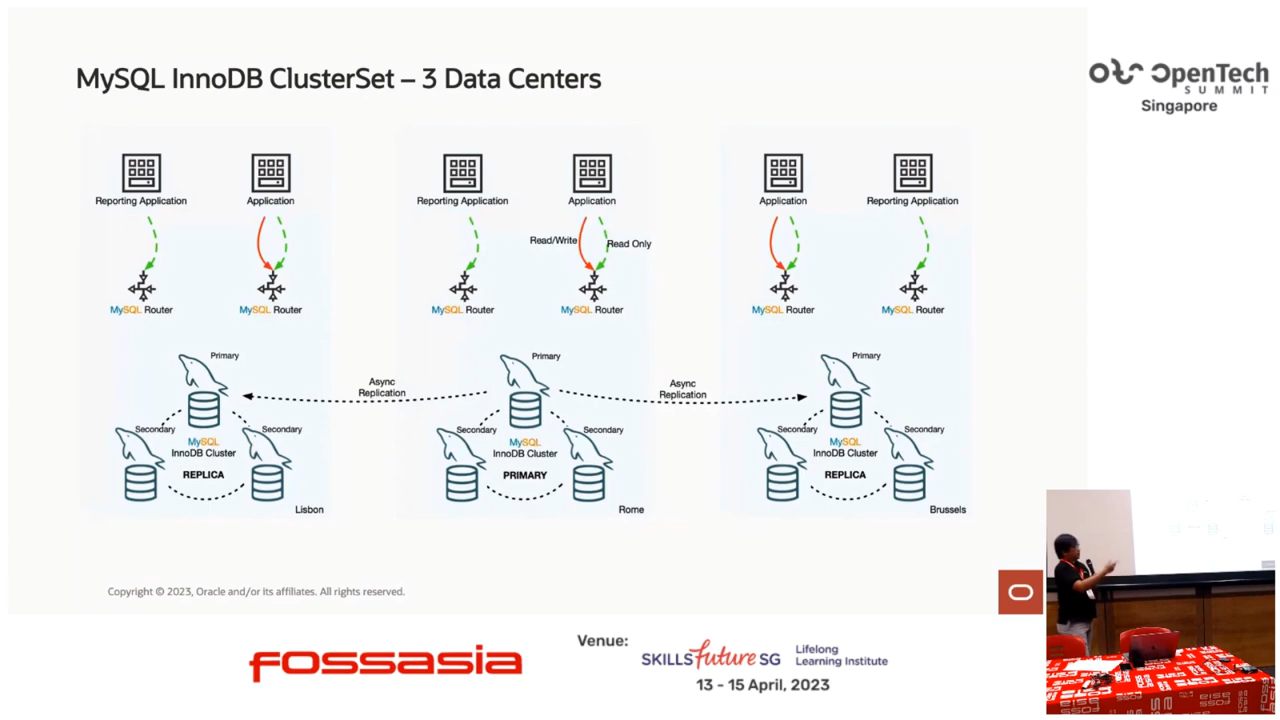 MySQL InnoDB ClusterSet – 3 Data Centers
OpenTech
SUMMIT
Singapore
Reporting Application
Application
MySQL Router
MySQL Router
Primary
Secondary
Secondary
MySQL
InnoDB Cluster
REPLICA
Lisbon
Async
Replication
Reporting Application
Application
Read/Write
Read Only
MySQL Router
MySQL Router
Primary
Secondary
Secondary
MySQL
InnoDB Cluster
PRIMARY
Rome
Async
Replication
Application
Reporting Application
MySQL Router
MySQL Router
Primary
Secondary
Secondary
MySQL
InnoDB Cluster
REPLICA
Brussels
Copyright © 2023, Oracle and/or its affiliates. All rights reserved.
FOSSASIA
Venue:
SKILLS future SG
Lifelong
Learning Institute
13 - 15 April, 2023